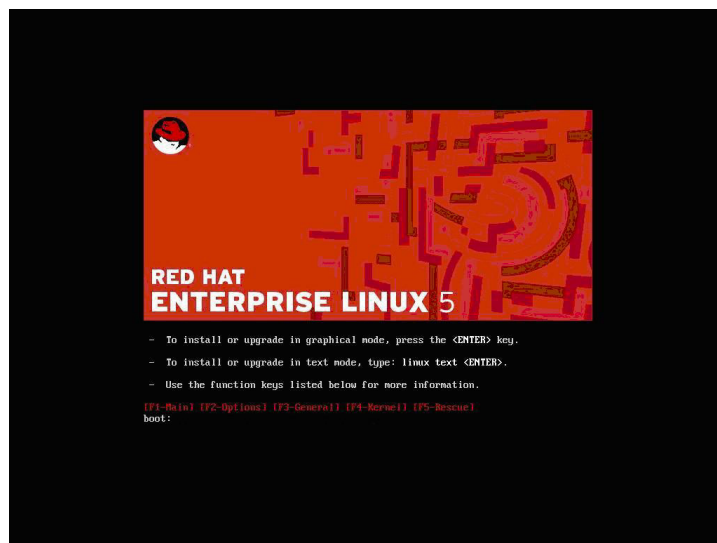 RED HAT
ENTERPRISE LINUX 5
- To install or upgrade in graphical mode, press the <ENTER> key.
- To install or upgrade in text mode, type: linux text <ENTER>.
- Use the function keys listed below for more information.
[F1-Main] [F2-Options] [F3-General] [F4-Kernel] [F5-Rescue]
boot: